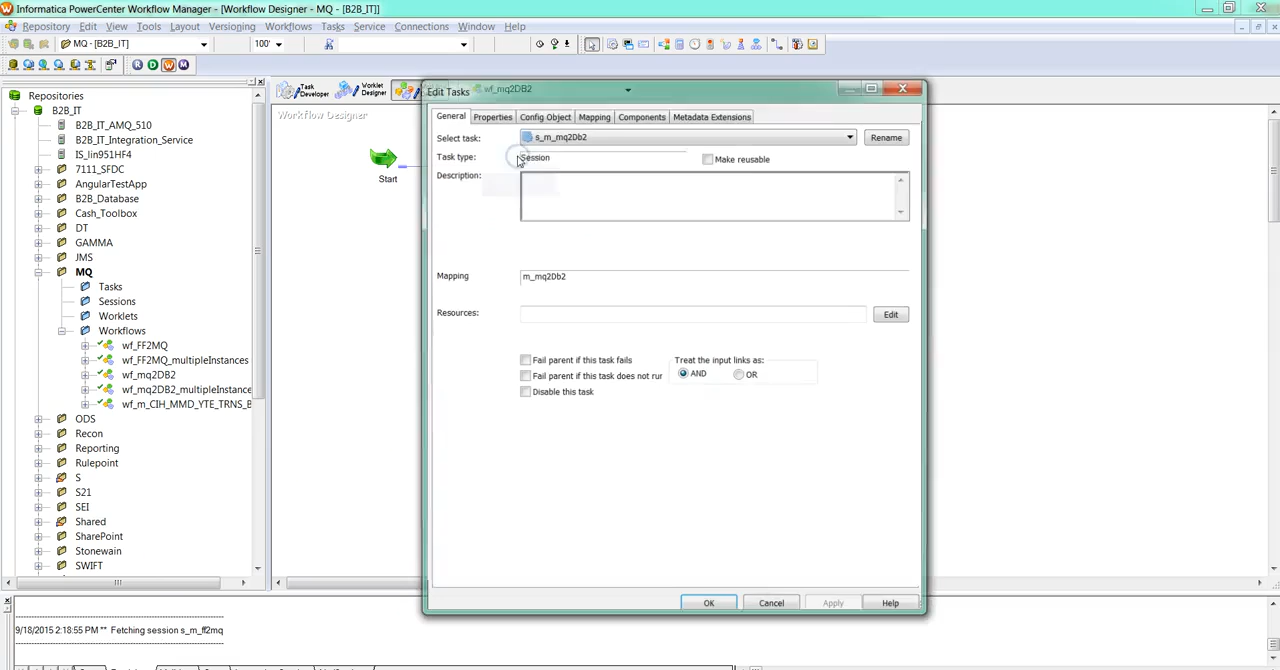 Informatica PowerCenter Workflow Manager - [Workflow Designer - MQ - [B2B_IT]]
Repository Edit View Tools Layout Versioning Workflows Tasks Service Connections Window Help
MQ - [B2B_IT] 100'
R D W M
Repositories
B2B_IT
B2B_IT_AMQ_510
B2B_IT_Integration_Service
IS_lin951HF4
7111_SFDC
AngularTestApp
B2B_Database
Cash_Toolbox
DT
GAMMA
JMS
MQ
Tasks
Sessions
Worklets
Workflows
wf_FF2MQ
wf_FF2MQ_multipleInstances
wf_mq2DB2
wf_mq2DB2_multipleInstance
wf_m_CIH_MMD_YTE_TRNS_B
ODS
Recon
Reporting
Rulepoint
S
S21
SEI
Shared
SharePoint
Stonewain
SWIFT
Task Developer
Worklet Designer
Workflow Designer
Start
Edit Tasks
wf_mq2DB2
General Properties Config Object Mapping Components Metadata Extensions
Select task: s_m_mq2Db2 Rename
Task type: Session Make reusable
Description:
Mapping m_mq2Db2
Resources: Edit
Fail parent if this task fails
Treat the input links as:
Fail parent if this task does not rur
AND OR
Disable this task
OK Cancel Apply Help
9/18/2015 2:18:55 PM ** Fetching session s_m_ff2mq